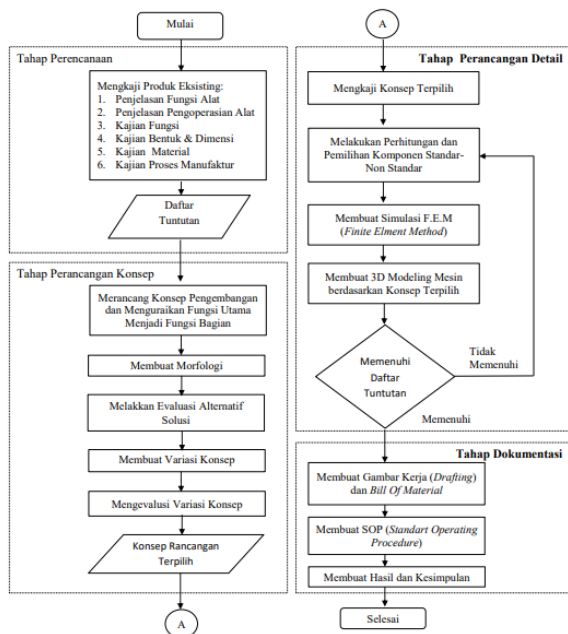 Mulai
Tahap Perencanaan
Mengkaji Produk Eksisting:
1. Penjelasan Fungsi Alat
2. Penjelasan Pengoperasian Alat
3. Kajian Fungsi
4. Kajian Bentuk & Dimensi
5. Kajian Material
6. Kajian Proses Manufaktur
Daftar
Tuntutan
Tahap Perancangan Konsep
Merancang Konsep Pengembangan
dan Menguraikan Fungsi Utama
Menjadi Fungsi Bagian
Membuat Morfologi
Melakkan Evaluasi Alternatif
Solusi
Membuat Variasi Konsep
Mengevalusi Variasi Konsep
Konsep Rancangan
Terpilih
A
A
Tahap Perancangan Detail
Mengkaji Konsep Terpilih
Melakukan Perhitungan dan
Pemilihan Komponen Standar-
Non Standar
Membuat Simulasi F.E.M
(Finite Elment Method)
Membuat 3D Modeling Mesin
berdasarkan Konsep Terpilih
Memenuhi
Daftar
Tuntutan
Tidak
Memenuhi
Memenuhi
Tahap Dokumentasi
Membuat Gambar Kerja (Drafting)
dan Bill Of Material
Membuat SOP (Standart Operating
Procedure)
Membuat Hasil dan Kesimpulan
Selesai